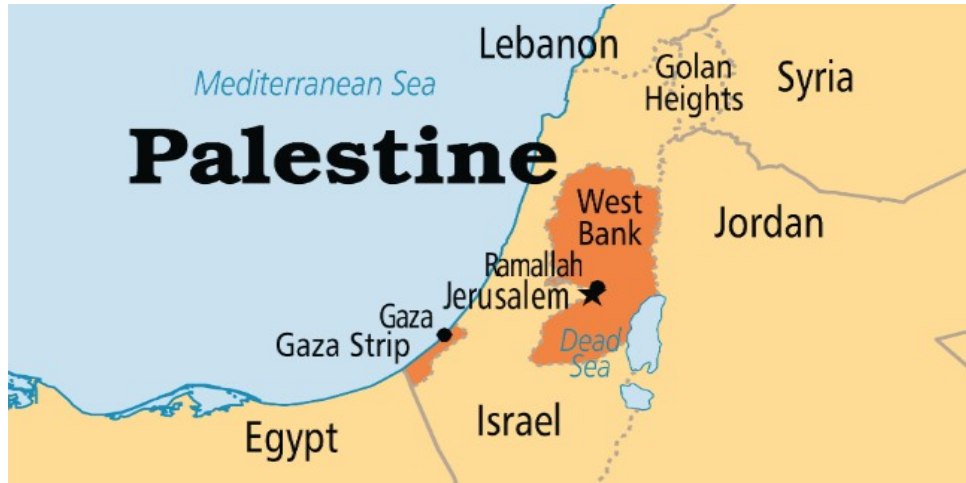 Lebanon
Golan
Heights
Syria
Mediterranean Sea
Palestine
West
Bank
Jordan
Ramallah
Jerusalem
Gaza
Gaza Strip
Dead
Sea
Israel
Egypt